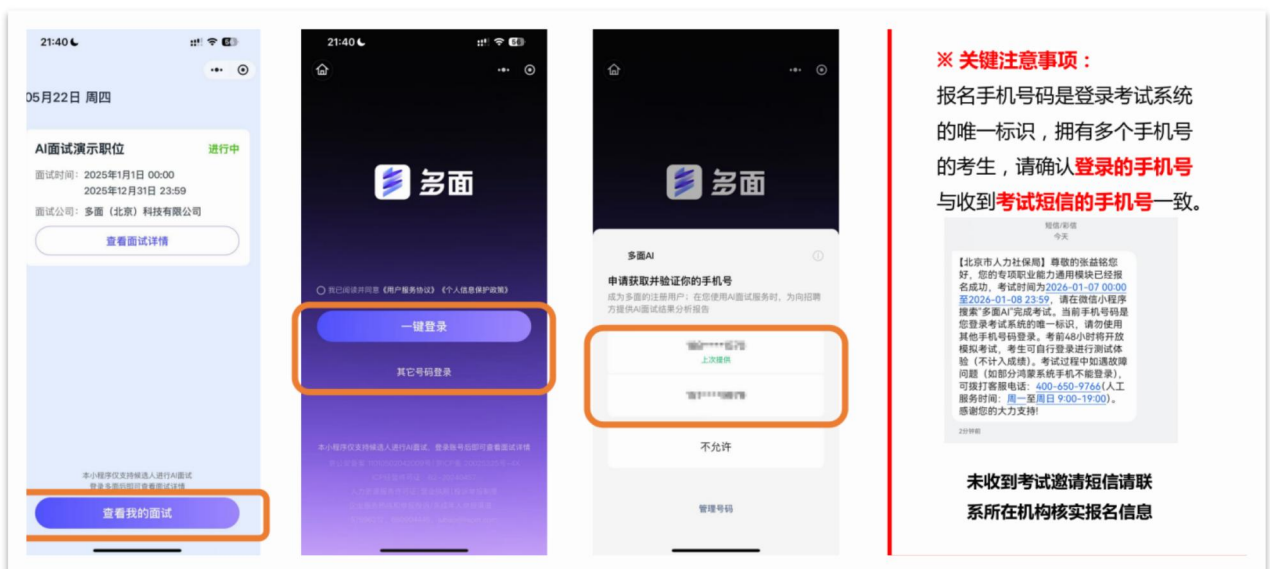 21:40
05月22日 周四
AI面试演示职位 进行中
面试时间: 2025年1月1日 00:00
2025年12月31日 23:59
面试公司: 多面（北京）科技有限公司
查看面试详情
本小程序仅支持候选人进行AI面试
登录多面后即可查看面试详情
查看我的面试
21:40
多面
我已阅读并同意《用户服务协议》《个人信息保护政策》
一键登录
其它号码登录
本小程序仅支持候选人进行AI面试，登录账号后即可查看面试详情
多面
多面AI
申请获取并验证你的手机号
成为多面的注册用户；在您使用AI面试服务时，为向招聘
方提供AI面试结果分析报告
上次提供
不允许
管理号码
※ 关键注意事项：
报名手机号码是登录考试系统
的唯一标识，拥有多个手机号
的考生，请确认登录的手机号
与收到考试短信的手机号一致。
短信/彩信
今天
【北京市人力社保局】尊敬的张益铭您
好，您的专项职业能力通用模块已经报
名成功，考试时间为2026-01-07 00:00
至2026-01-08 23:59，请在微信小程序
搜索"多面AI"完成考试。当前手机号码是
您登录考试系统的唯一标识，请勿使用
其他手机号码登录。考前48小时将开放
模拟考试，考生可自行登录进行测试体
验（不计入成绩）。考试过程中如遇故障
问题（如部分鸿蒙系统手机不能登录），
可拨打客服电话：400-650-9766(人工
服务时间：周一至周日 9:00-19:00)。
感谢您的大力支持!
2分钟前
未收到考试邀请短信请联
系所在机构核实报名信息